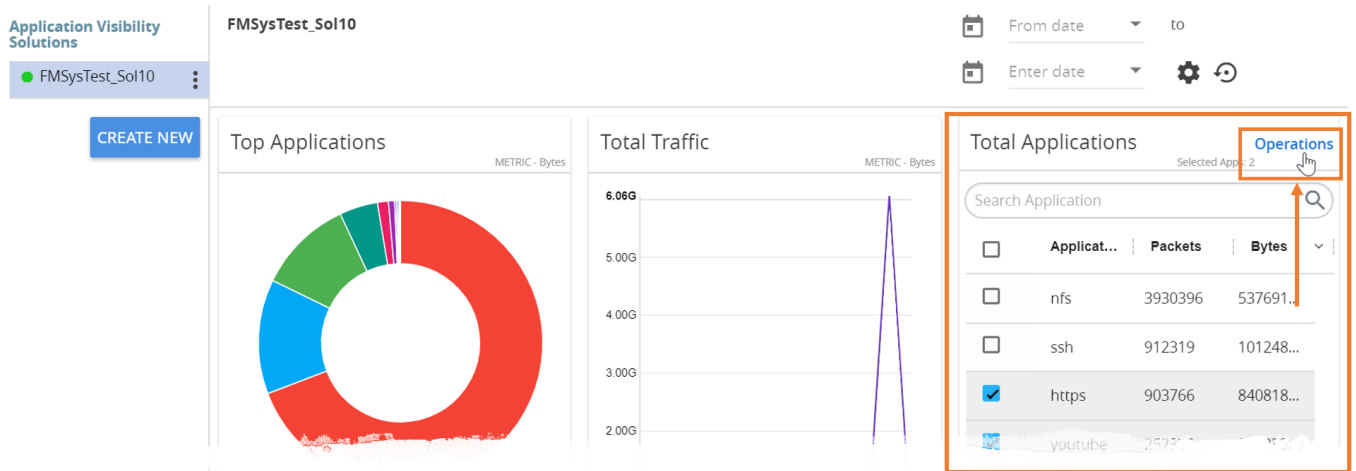 Application Visibility
Solutions
FMSysTest_Sol10
CREATE NEW
FMSysTest_Sol10
From date
to
Enter date
Top Applications
METRIC - Bytes
Total Traffic
METRIC - Bytes
6.06G
5.00G
4.00G
3.00G
2.00G
Total Applications
Operations
Selected Apps: 2
Search Application
Applicat... Packets Bytes
nfs 3930396 537691...
ssh 912319 101248...
https 903766 840818...
youtube